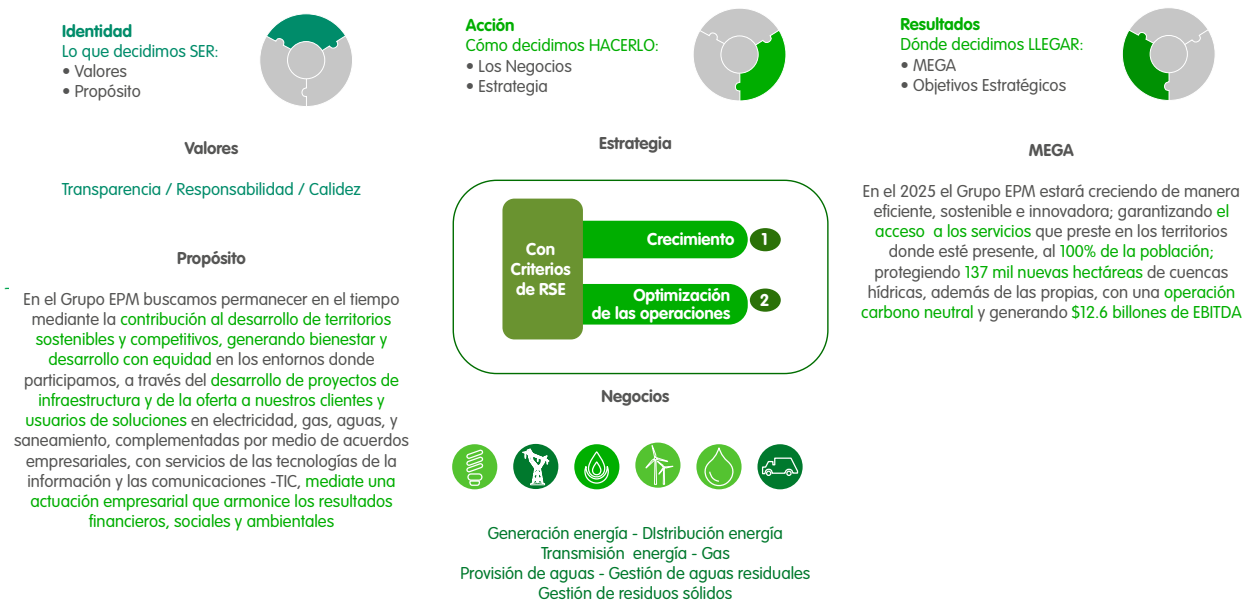 Identidad
Lo que decidimos SER:
• Valores
• Propósito
Valores
Transparencia / Responsabilidad / Calidez
Propósito
-
En el Grupo EPM buscamos permanecer en el tiempo
mediante la contribución al desarrollo de territorios
sostenibles y competitivos, generando bienestar y
desarrollo con equidad en los entornos donde
participamos, a través del desarrollo de proyectos de
infraestructura y de la oferta a nuestros clientes y
usuarios de soluciones en electricidad, gas, aguas, y
saneamiento, complementadas por medio de acuerdos
empresariales, con servicios de las tecnologías de la
información y las comunicaciones -TIC, mediate una
actuación empresarial que armonice los resultados
financieros, sociales y ambientales
Acción
Cómo decidimos HACERLO:
• Los Negocios
• Estrategia
Estrategia
Con
Criterios
de RSE
Crecimiento 1
Optimización
de las operaciones 2
Negocios
Generación energía - DIstribución energía
Transmisión energía - Gas
Provisión de aguas - Gestión de aguas residuales
Gestión de residuos sólidos
Resultados
Dónde decidimos LLEGAR:
• MEGA
• Objetivos Estratégicos
MEGA
En el 2025 el Grupo EPM estará creciendo de manera
eficiente, sostenible e innovadora; garantizando el
acceso a los servicios que preste en los territorios
donde esté presente, al 100% de la población;
protegiendo 137 mil nuevas hectáreas de cuencas
hídricas, además de las propias, con una operación
carbono neutral y generando $12.6 billones de EBITDA